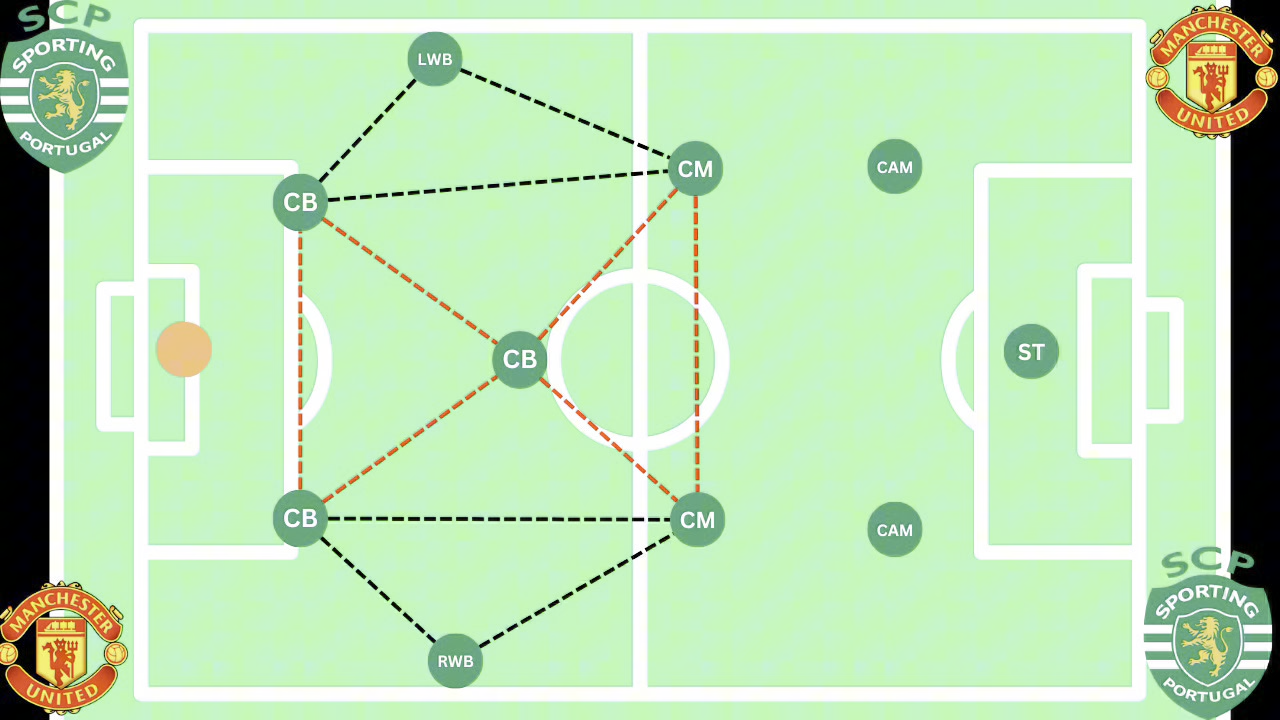 SCP
SPORTING
PORTUGAL
MANCHESTER
UNITED
LWB
CM
CAM
CB
CB
ST
CB
CM
CAM
RWB
MANCHESTER
UNITED
SCP
SPORTING
PORTUGAL